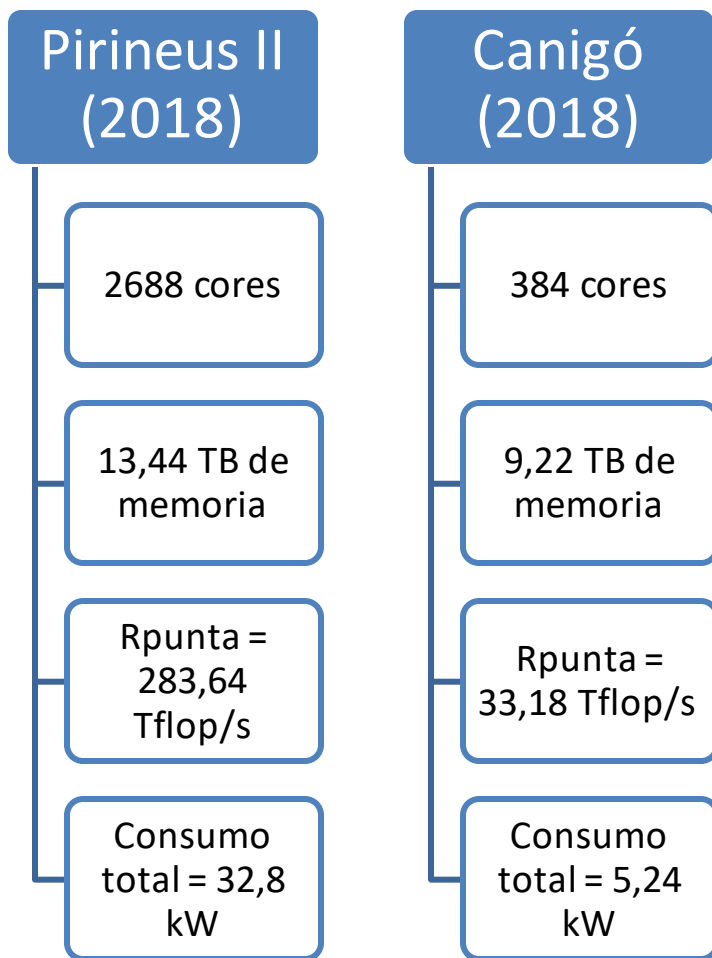 Pirineus II
(2018)
2688 cores
13,44 TB de
memoria
Rpunta =
283,64
Tflop/s
Consumo
total = 32,8
kW
Canigó
(2018)
384 cores
9,22 TB de
memoria
Rpunta =
33,18 Tflop/s
Consumo
total = 5,24
kW